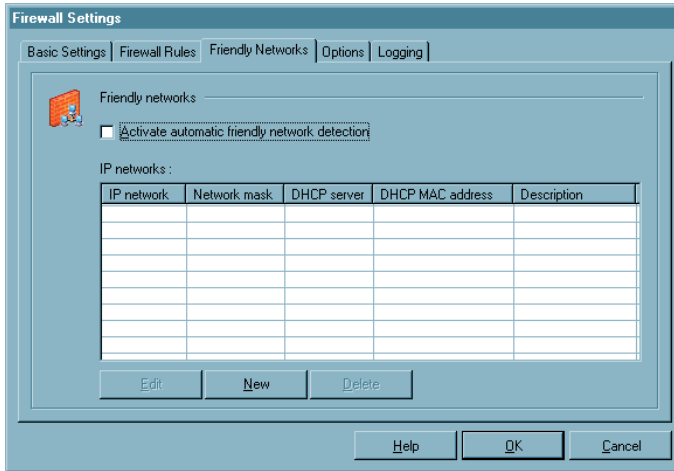 Firewall Settings
Basic Settings Firewall Rules Friendly Networks Options Logging
Friendly networks
Activate automatic friendly network detection
IP networks :
IP network Network mask DHCP server DHCP MAC address Description
Edit New Delete
Help OK Cancel